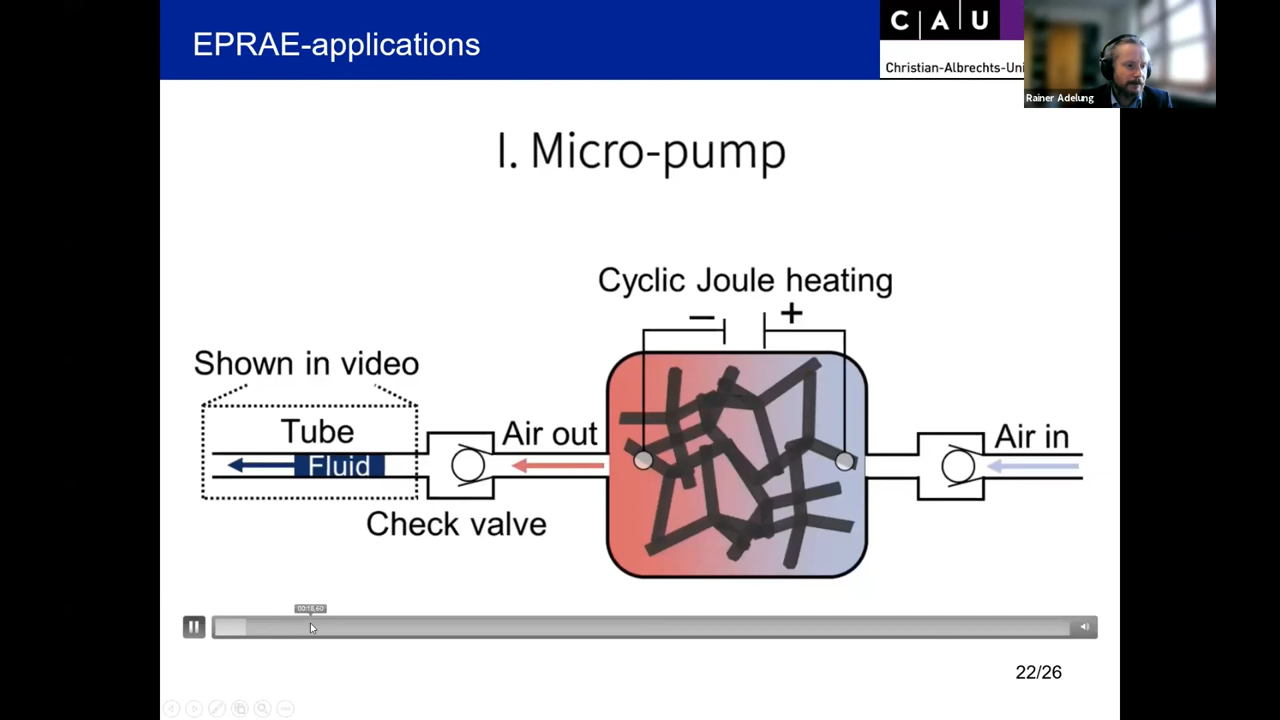 EPRAE-applications
C A U
Christian-Albrechts-Uni
Rainer Adelung
I. Micro-pump
Cyclic Joule heating
− +
Shown in video
Tube
Air out
Air in
Fluid
Check valve
22/26